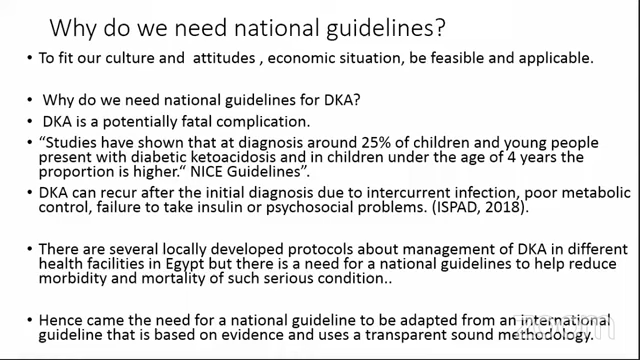 Why do we need national guidelines?
• To fit our culture and attitudes , economic situation, be feasible and applicable.
• Why do we need national guidelines for DKA?
• DKA is a potentially fatal complication.
• “Studies have shown that at diagnosis around 25% of children and young people
present with diabetic ketoacidosis and in children under the age of 4 years the
proportion is higher.“ NICE Guidelines”.
• DKA can recur after the initial diagnosis due to intercurrent infection, poor metabolic
control, failure to take insulin or psychosocial problems. (ISPAD, 2018).
• There are several locally developed protocols about management of DKA in different
health facilities in Egypt but there is a need for a national guidelines to help reduce
morbidity and mortality of such serious condition..
• Hence came the need for a national guideline to be adapted from an international
guideline that is based on evidence and uses a transparent sound methodology.
zoom